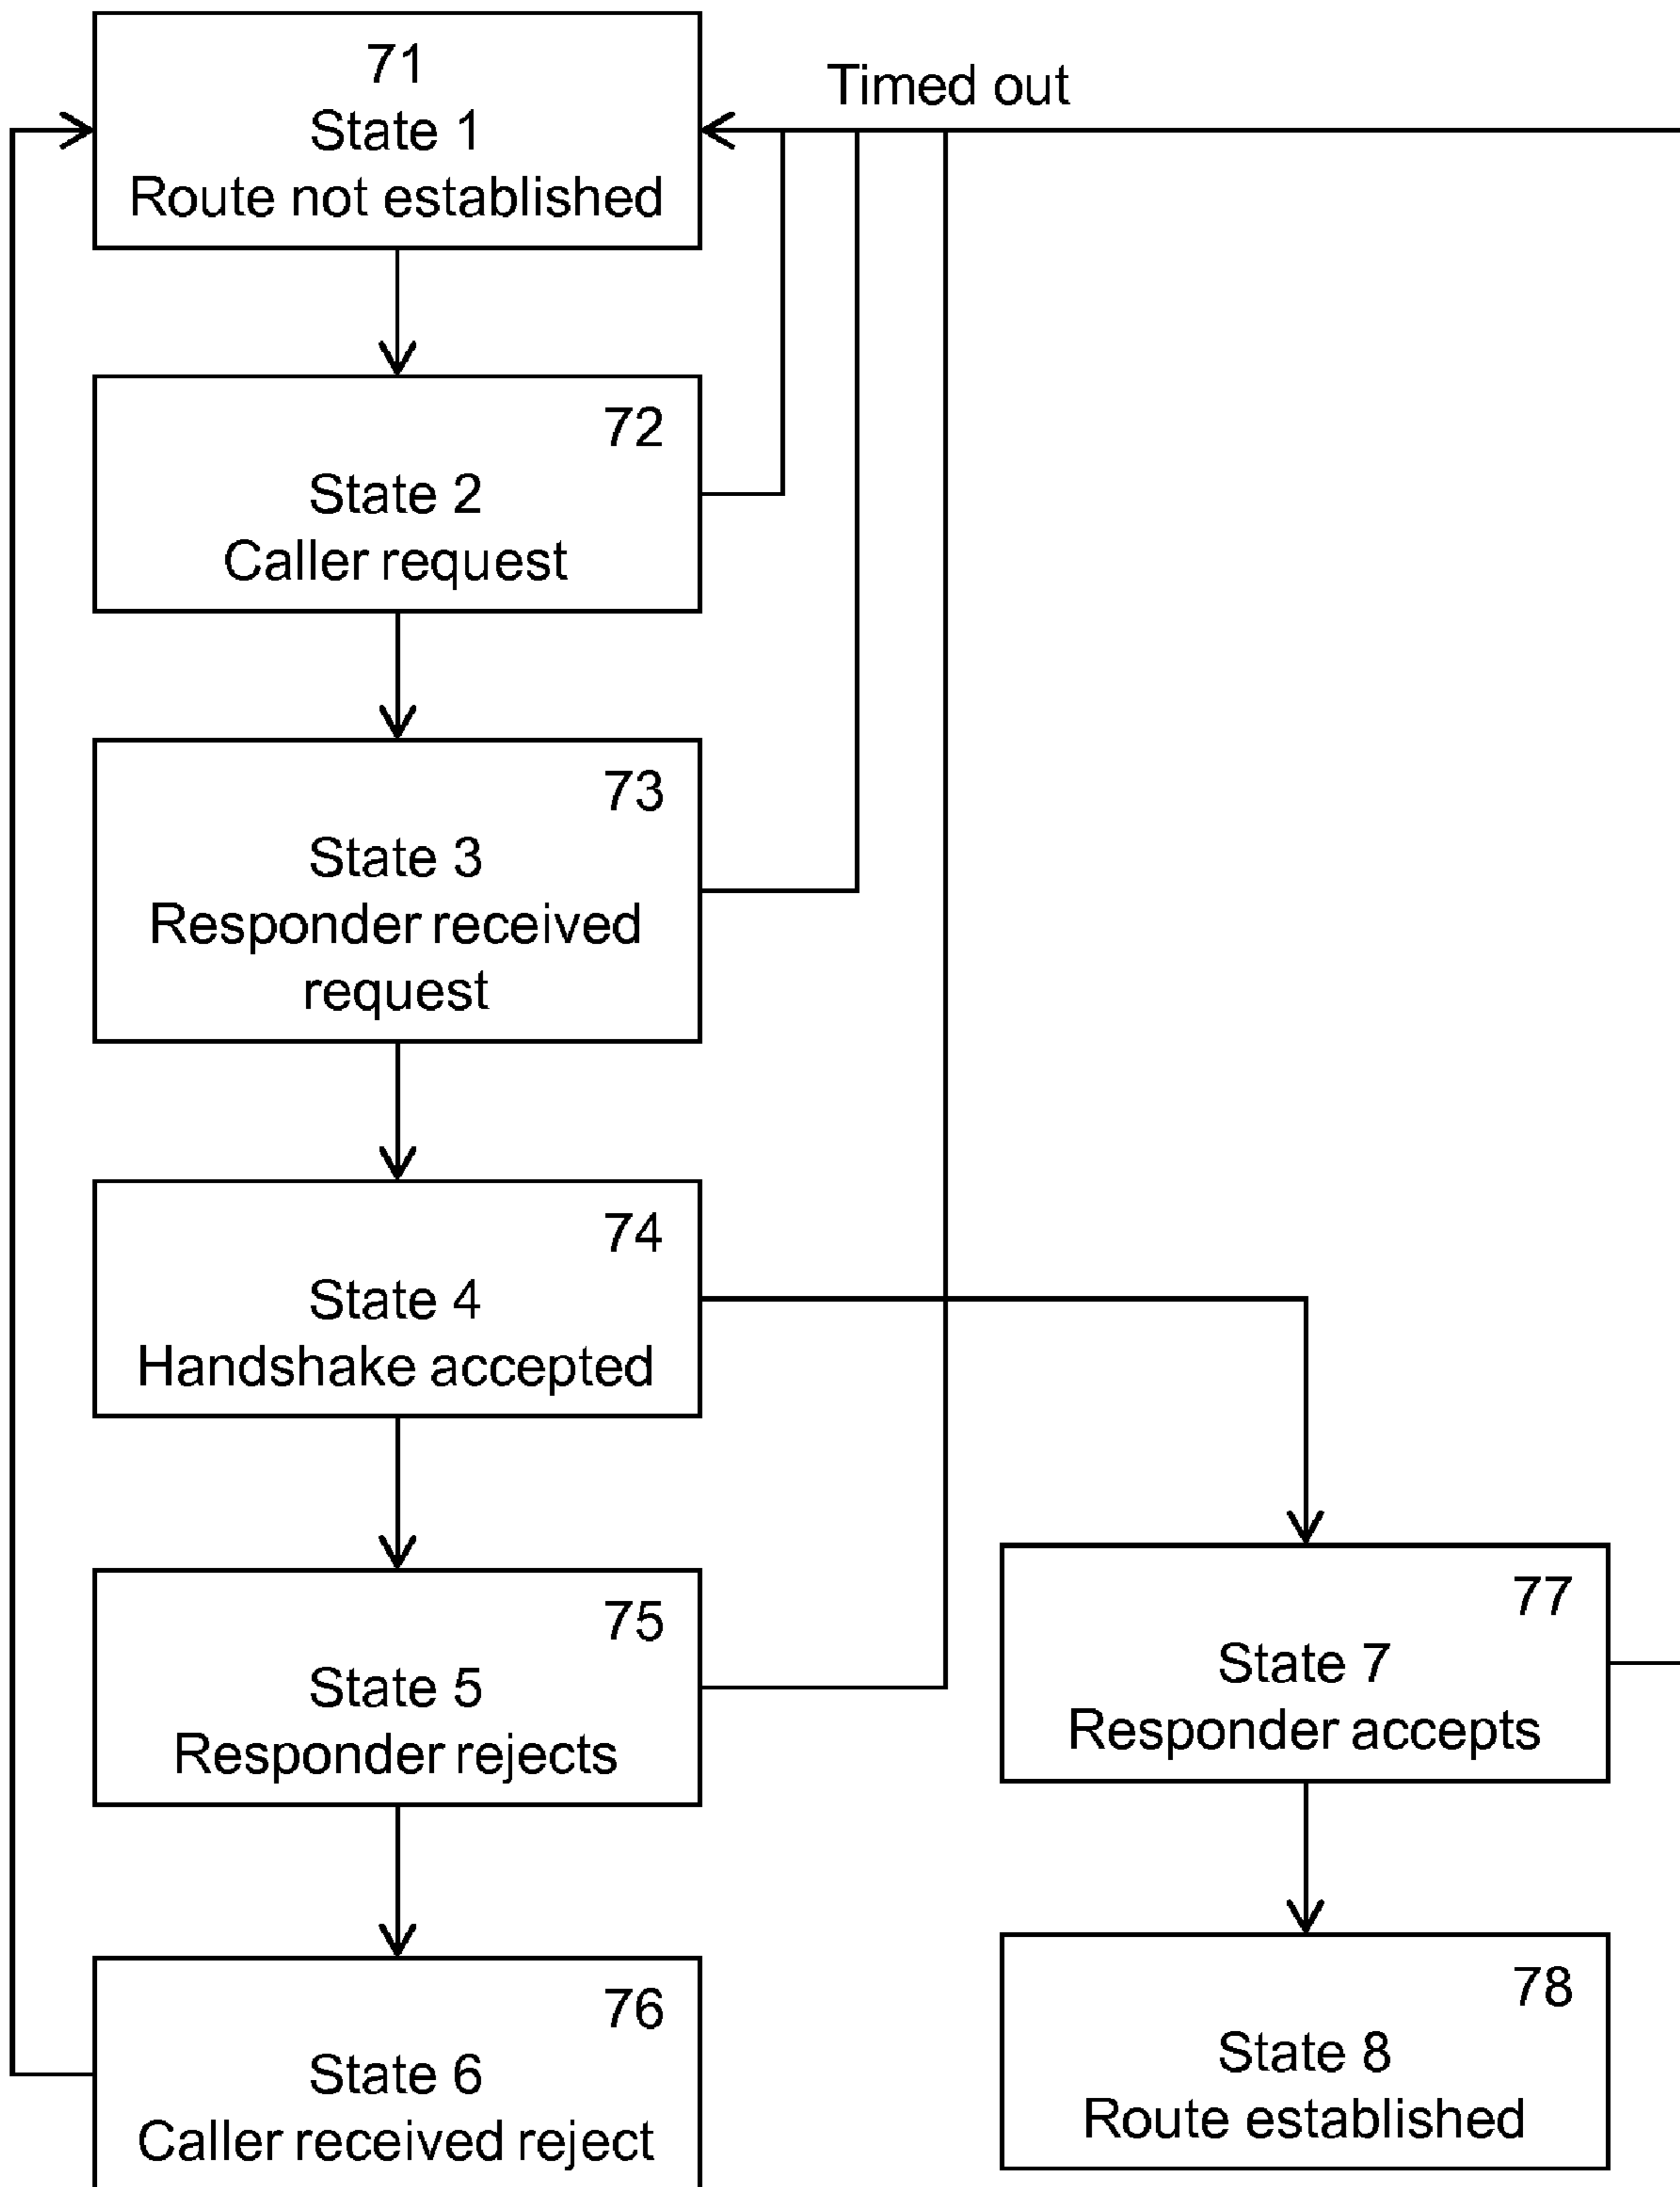 71
State 1
Route not established
Timed out
72
State 2
Caller request
73
State 3
Responder received
request
74
State 4
Handshake accepted
75
State 5
Responder rejects
76
State 6
Caller received reject
77
State 7
Responder accepts
78
State 8
Route established